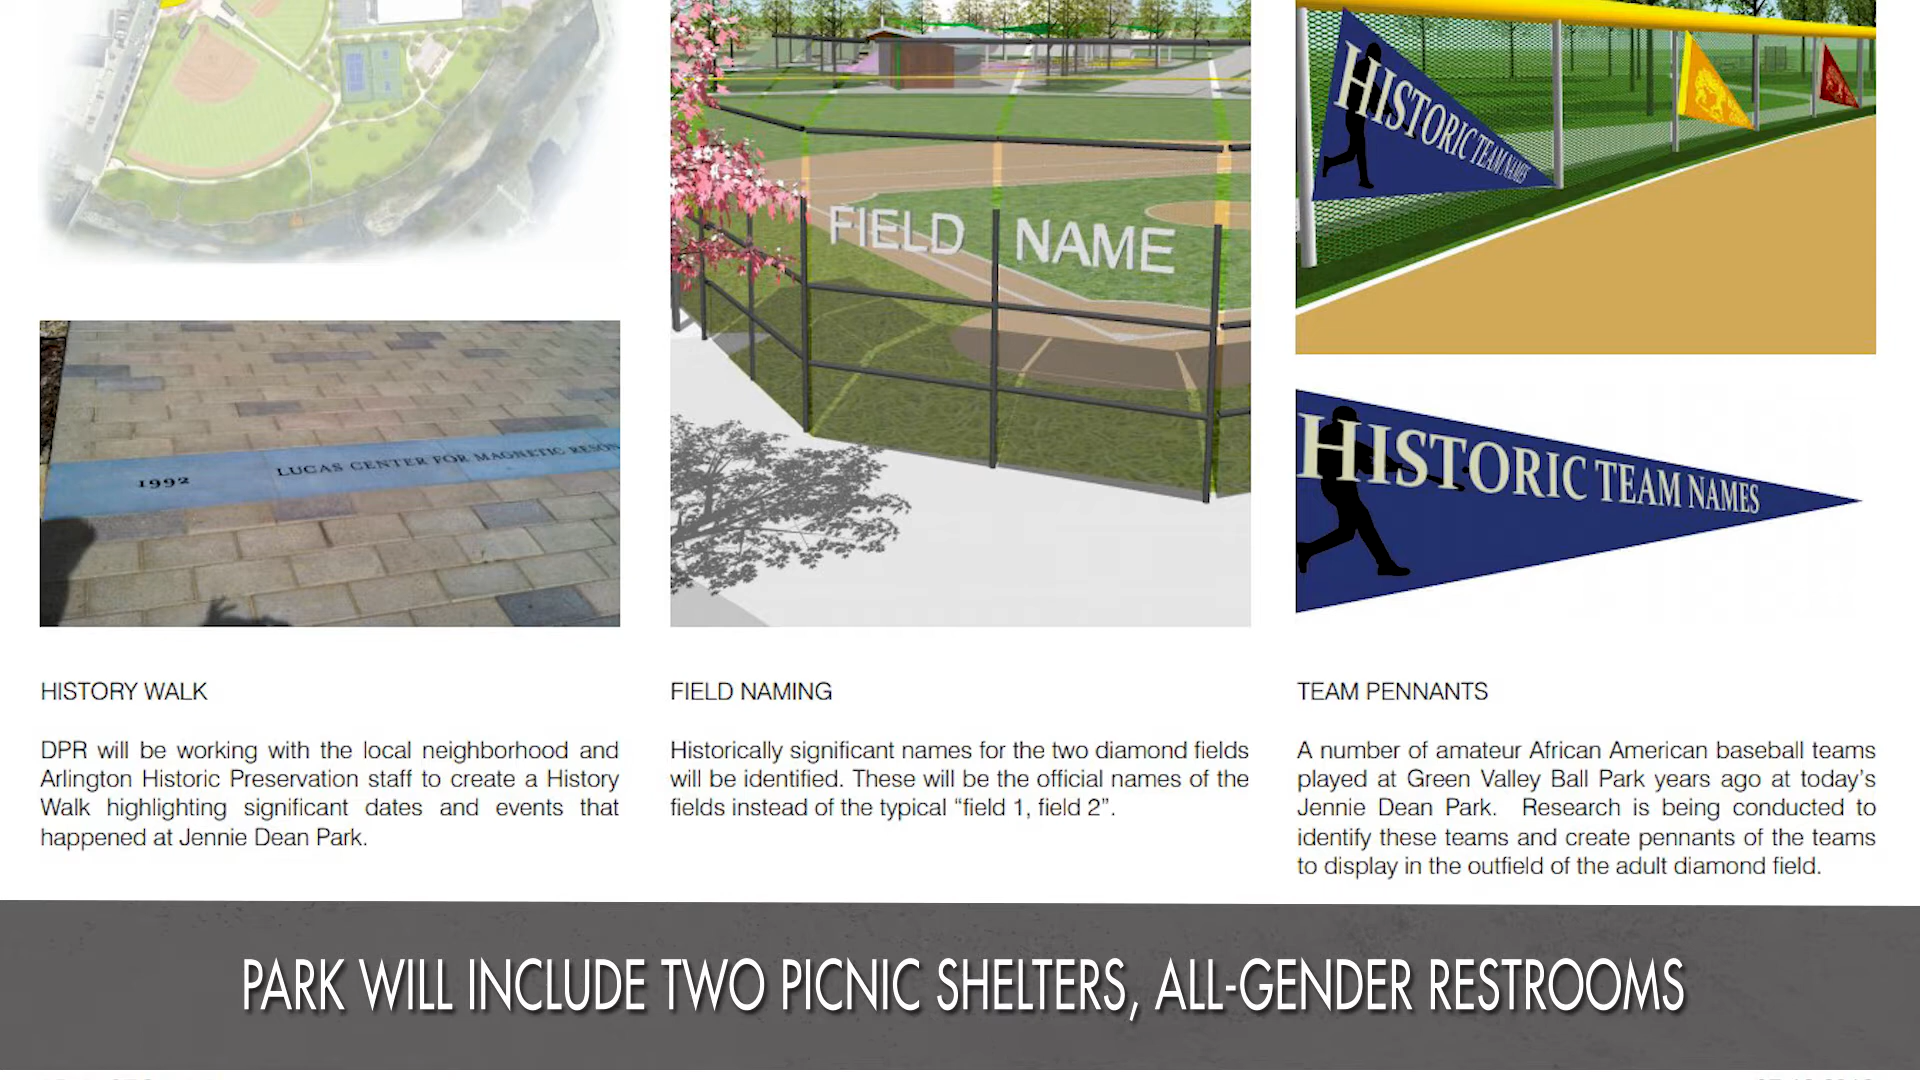 HISTORIC TEAM NAMES
FIELD NAME
1992 LUCAS CENTER FOR MAGNETIC
HISTORIC TEAM NAMES
HISTORY WALK
DPR will be working with the local neighborhood and
Arlington Historic Preservation staff to create a History
Walk highlighting significant dates and events that
happened at Jennie Dean Park.
FIELD NAMING
Historically significant names for the two diamond fields
will be identified. These will be the official names of the
fields instead of the typical “field 1, field 2”.
TEAM PENNANTS
A number of amateur African American baseball teams
played at Green Valley Ball Park years ago at today’s
Jennie Dean Park. Research is being conducted to
identify these teams and create pennants of the teams
to display in the outfield of the adult diamond field.
PARK WILL INCLUDE TWO PICNIC SHELTERS, ALL-GENDER RESTROOMS